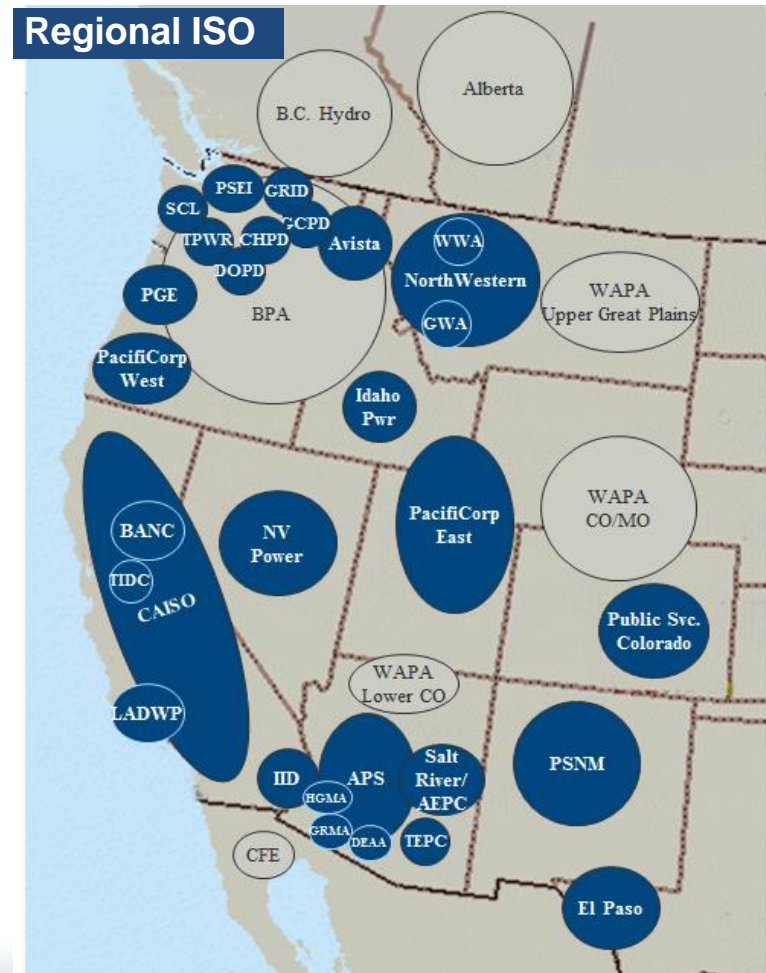 Regional ISO
Alberta
B.C. Hydro
PSEI
GRID
SCL
GCPD
TPWR
CHPD
Avista
DOPD
WWA
NorthWestern
GWA
PGE
BPA
WAPA
Upper Great Plains
PacifiCorp
West
Idaho
Pwr
BANC
TIDC
CAISO
NV
Power
PacifiCorp
East
WAPA
CO/MO
Public Svc.
Colorado
WAPA
Lower CO
LADWP
IID
APS
HGMA
GRMA
DEAA
Salt
River/
AEPC
TEPC
PSNM
CFE
El Paso